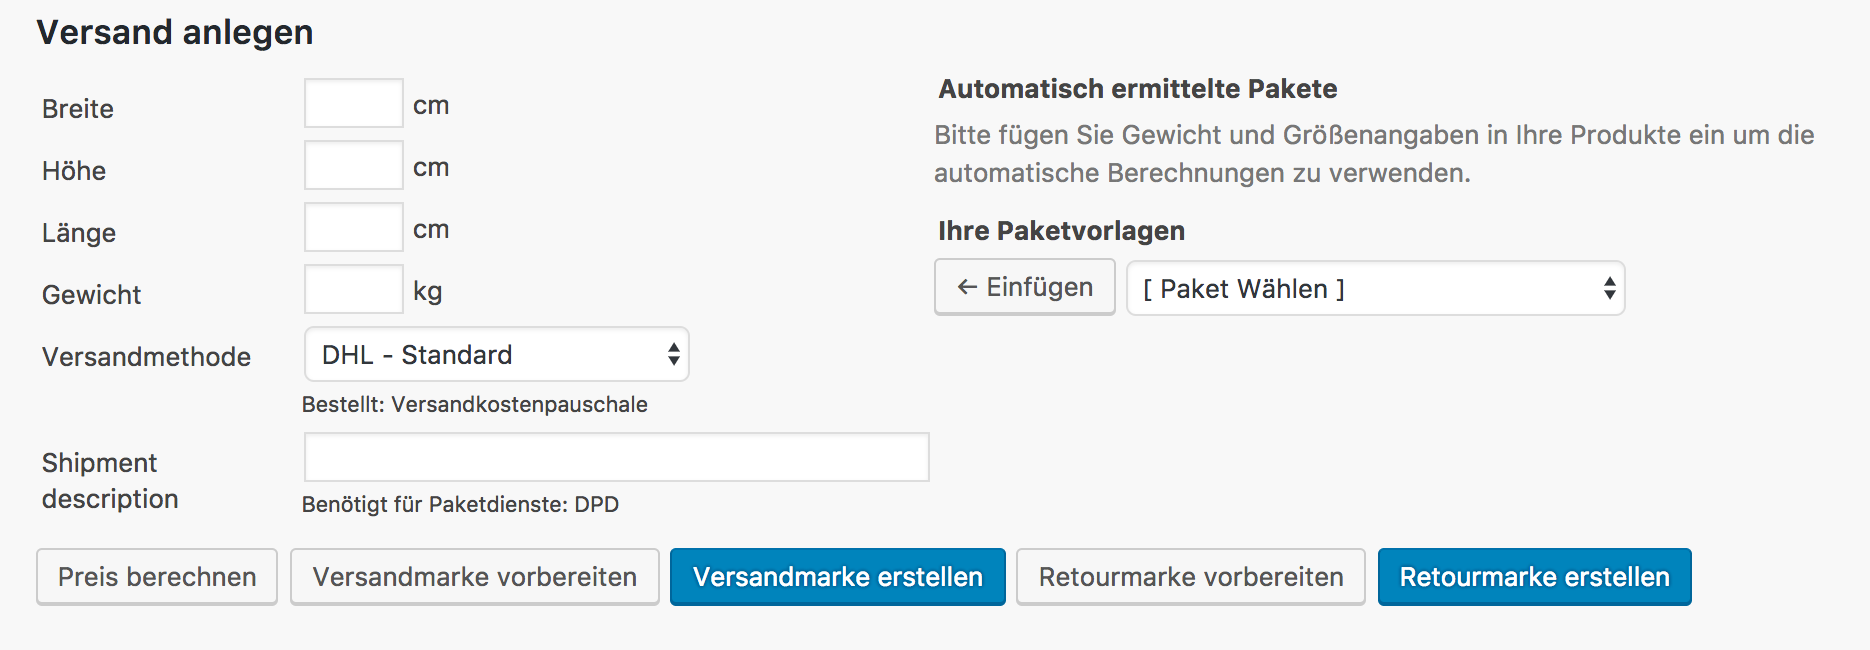 Versand anlegen
Breite
cm
Höhe
cm
Länge
cm
Gewicht
kg
Versandmethode
DHL - Standard
Bestellt: Versandkostenpauschale
Shipment
description
Benötigt für Paketdienste: DPD
Automatisch ermittelte Pakete
Bitte fügen Sie Gewicht und Größenangaben in Ihre Produkte ein um die
automatische Berechnungen zu verwenden.
Ihre Paketvorlagen
← Einfügen
[ Paket Wählen ]
Preis berechnen
Versandmarke vorbereiten
Versandmarke erstellen
Retourmarke vorbereiten
Retourmarke erstellen